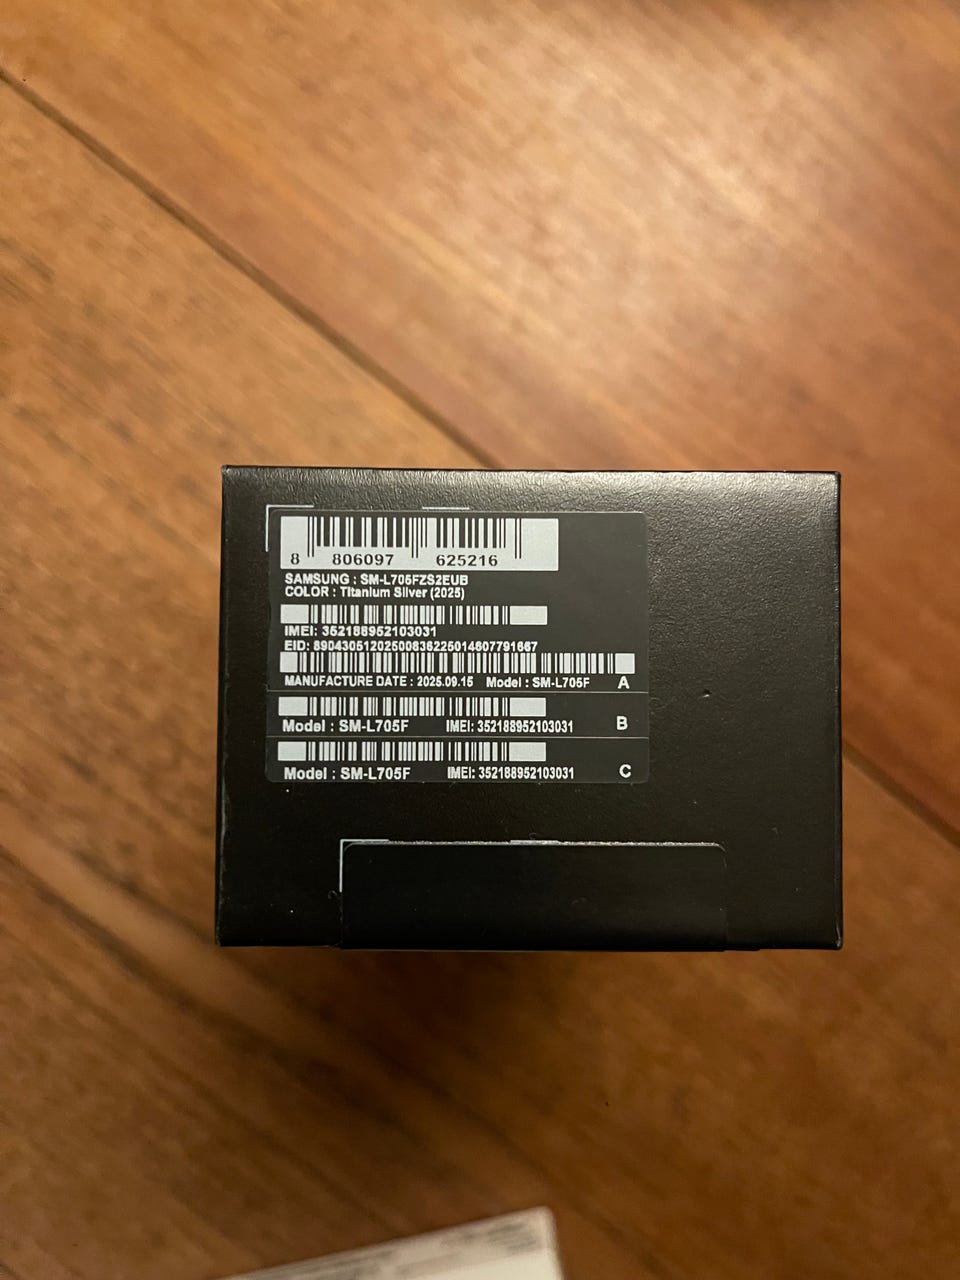 8 806097 625216
SAMSUNG : SM-L705FZS2EUB
COLOR : Titanium Silver (2025)
IMEI: 352188952103031
EID: 89043051202500836225014807791867
MANUFACTURE DATE : 2025.09.15 Model : SM-L705F A
Model : SM-L705F IMEI: 352188952103031 B
Model : SM-L705F IMEI: 352188952103031 C